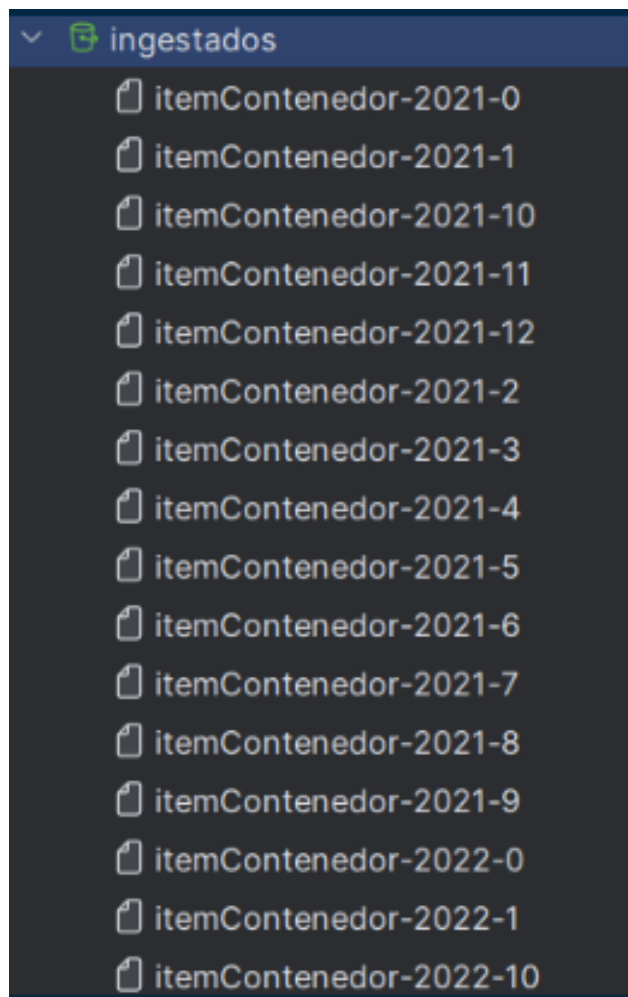 ingestados
itemContenedor-2021-0
itemContenedor-2021-1
itemContenedor-2021-10
itemContenedor-2021-11
itemContenedor-2021-12
itemContenedor-2021-2
itemContenedor-2021-3
itemContenedor-2021-4
itemContenedor-2021-5
itemContenedor-2021-6
itemContenedor-2021-7
itemContenedor-2021-8
itemContenedor-2021-9
itemContenedor-2022-0
itemContenedor-2022-1
itemContenedor-2022-10